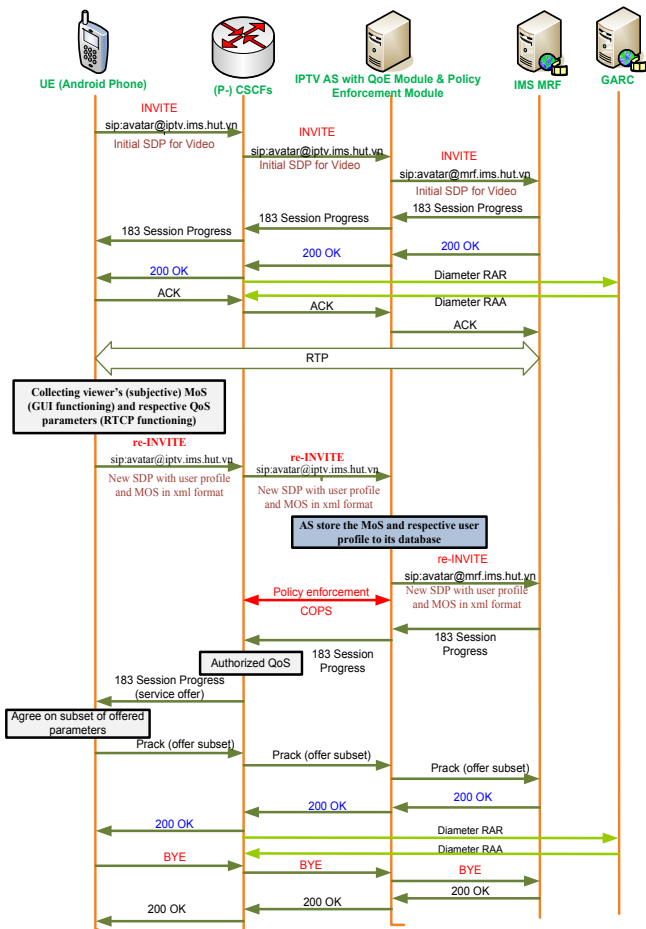 UE (Android Phone)
(P-) CSCFs
IPTV AS with QoE Module & Policy
Enforcement Module
IMS MRF
GARC
INVITE
sip:avatar@iptv.ims.hut.vn
Initial SDP for Video
INVITE
sip:avatar@iptv.ims.hut.vn
Initial SDP for Video
INVITE
sip:avatar@mrf.ims.hut.vn
Initial SDP for Video
183 Session Progress
183 Session Progress
183 Session Progress
200 OK
200 OK
200 OK
Diameter RAR
ACK
Diameter RAA
ACK
ACK
RTP
Collecting viewer's (subjective) MoS
(GUI functioning) and respective QoS
parameters (RTCP functioning)
re-INVITE
sip:avatar@iptv.ims.hut.vn
New SDP with user profile
and MOS in xml format
re-INVITE
sip:avatar@iptv.ims.hut.vn
New SDP with user profile
and MOS in xml format
AS store the MoS and respective user
profile to its database
re-INVITE
sip:avatar@mrf.ims.hut.vn
New SDP with user profile
and MOS in xml format
Policy enforcement
COPS
183 Session
Progress
183 Session
Progress
Authorized QoS
183 Session Progress
(service offer)
Agree on subset of offered
parameters
Prack (offer subset)
Prack (offer subset)
Prack (offer subset)
200 OK
200 OK
200 OK
Diameter RAR
Diameter RAA
BYE
BYE
BYE
200 OK
200 OK
200 OK